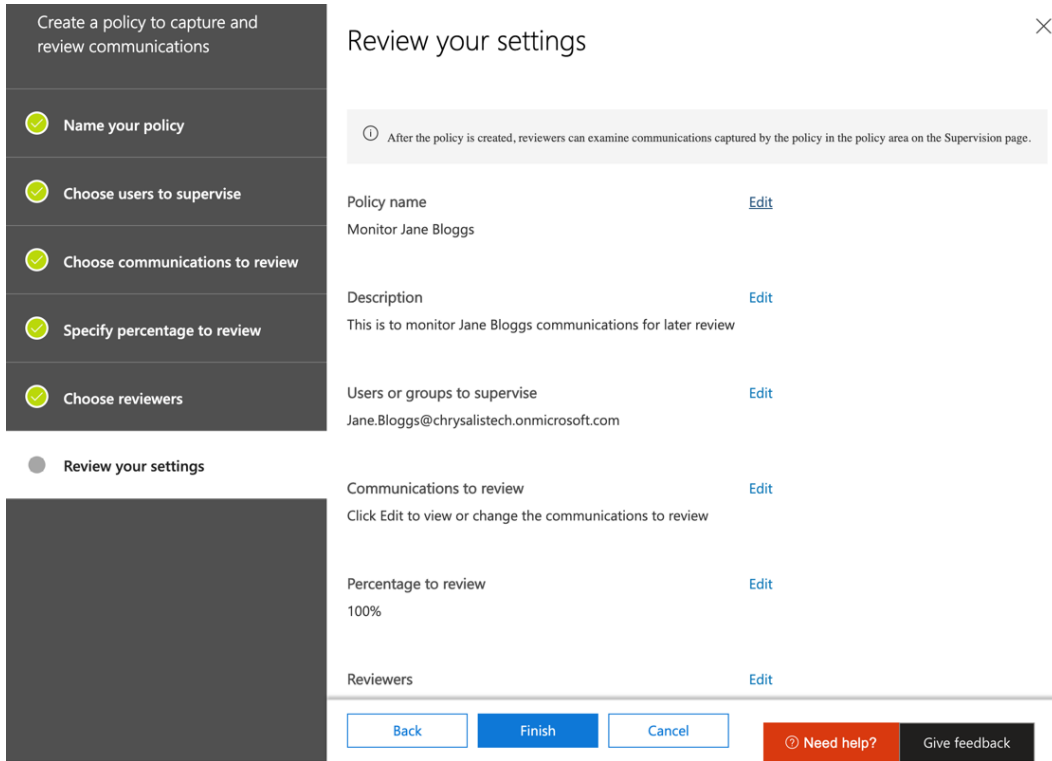 Create a policy to capture and
review communications
Name your policy
Choose users to supervise
Choose communications to review
Specify percentage to review
Choose reviewers
Review your settings
Review your settings
After the policy is created, reviewers can examine communications captured by the policy in the policy area on the Supervision page.
Policy name Edit
Monitor Jane Bloggs
Description Edit
This is to monitor Jane Bloggs communications for later review
Users or groups to supervise Edit
Jane.Bloggs@chrysalistech.onmicrosoft.com
Communications to review Edit
Click Edit to view or change the communications to review
Percentage to review Edit
100%
Reviewers Edit
Back Finish Cancel
Need help? Give feedback